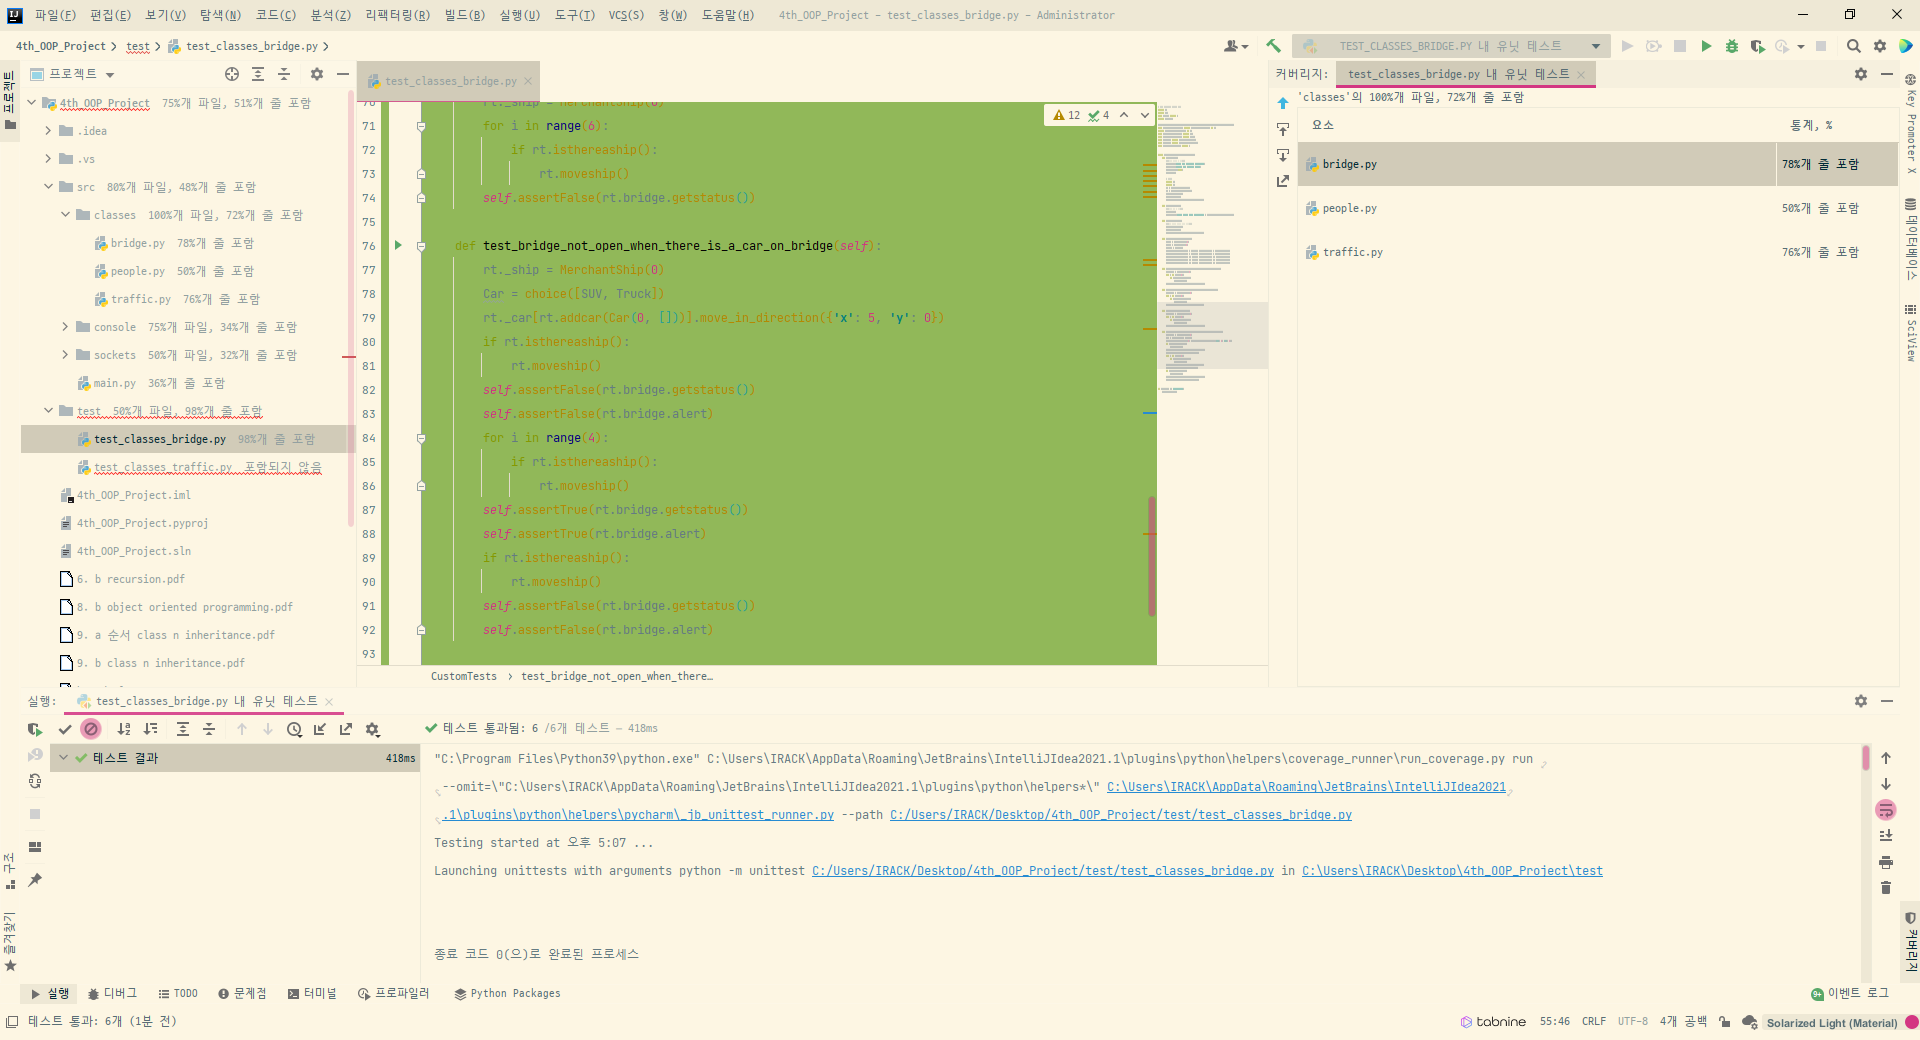 파일(F) 편집(E) 보기(V) 탐색(N) 코드(C) 분석(Z) 리팩터링(R) 빌드(B) 실행(U) 도구(T) VCS(S) 창(W) 도움말(H) 4th_OOP_Project – test_classes_bridge.py – Administrator
4th_OOP_Project test test_classes_bridge.py
TEST_CLASSES_BRIDGE.PY 내 유닛 테스트
프로젝트
프로젝트
4th_OOP_Project 75%개 파일, 51%개 줄 포함
.idea
.vs
src 80%개 파일, 48%개 줄 포함
classes 100%개 파일, 72%개 줄 포함
bridge.py 78%개 줄 포함
people.py 50%개 줄 포함
traffic.py 76%개 줄 포함
console 75%개 파일, 34%개 줄 포함
sockets 50%개 파일, 32%개 줄 포함
main.py 36%개 줄 포함
test 50%개 파일, 98%개 줄 포함
test_classes_bridge.py 98%개 줄 포함
test_classes_traffic.py 포함되지 않음
4th_OOP_Project.iml
4th_OOP_Project.pyproj
4th_OOP_Project.sln
6. b recursion.pdf
8. b object oriented programming.pdf
9. a 순서 class n inheritance.pdf
9. b class n inheritance.pdf
test_classes_bridge.py
12 4
70 rt._ship = MerchantShip(0)
71 for i in range(6):
72 if rt.isthereaship():
73 rt.moveship()
74 self.assertFalse(rt.bridge.getstatus())
75
76 def test_bridge_not_open_when_there_is_a_car_on_bridge(self):
77 rt._ship = MerchantShip(0)
78 Car = choice([SUV, Truck])
79 rt._car[rt.addcar(Car(0, []))].move_in_direction({'x': 5, 'y': 0})
80 if rt.isthereaship():
81 rt.moveship()
82 self.assertFalse(rt.bridge.getstatus())
83 self.assertFalse(rt.bridge.alert)
84 for i in range(4):
85 if rt.isthereaship():
86 rt.moveship()
87 self.assertTrue(rt.bridge.getstatus())
88 self.assertTrue(rt.bridge.alert)
89 if rt.isthereaship():
90 rt.moveship()
91 self.assertFalse(rt.bridge.getstatus())
92 self.assertFalse(rt.bridge.alert)
93
CustomTests › test_bridge_not_open_when_there…
커버리지: test_classes_bridge.py 내 유닛 테스트
'classes'의 100%개 파일, 72%개 줄 포함
요소 통계, %
bridge.py 78%개 줄 포함
people.py 50%개 줄 포함
traffic.py 76%개 줄 포함
Key Promoter X
데이터베이스
SciView
커버리지
실행: test_classes_bridge.py 내 유닛 테스트
테스트 통과됨: 6 /6개 테스트 – 418ms
테스트 결과 418ms
"C:\Program Files\Python39\python.exe" C:\Users\IRACK\AppData\Roaming\JetBrains\IntelliJIdea2021.1\plugins\python\helpers\coverage_runner\run_coverage.py run
--omit=\"C:\Users\IRACK\AppData\Roaming\JetBrains\IntelliJIdea2021.1\plugins\python\helpers*\" C:\Users\IRACK\AppData\Roaming\JetBrains\IntelliJIdea2021
.1\plugins\python\helpers\pycharm\_jb_unittest_runner.py --path C:/Users/IRACK/Desktop/4th_OOP_Project/test/test_classes_bridge.py
Testing started at 오후 5:07 ...
Launching unittests with arguments python -m unittest C:/Users/IRACK/Desktop/4th_OOP_Project/test/test_classes_bridge.py in C:\Users\IRACK\Desktop\4th_OOP_Project\test
종료 코드 0(으)로 완료된 프로세스
구조
즐겨찾기
실행 디버그 TODO 문제점 터미널 프로파일러 Python Packages 9+ 이벤트 로그
테스트 통과: 6개 (1분 전) tabnine 55:46 CRLF UTF-8 4개 공백 Solarized Light (Material)